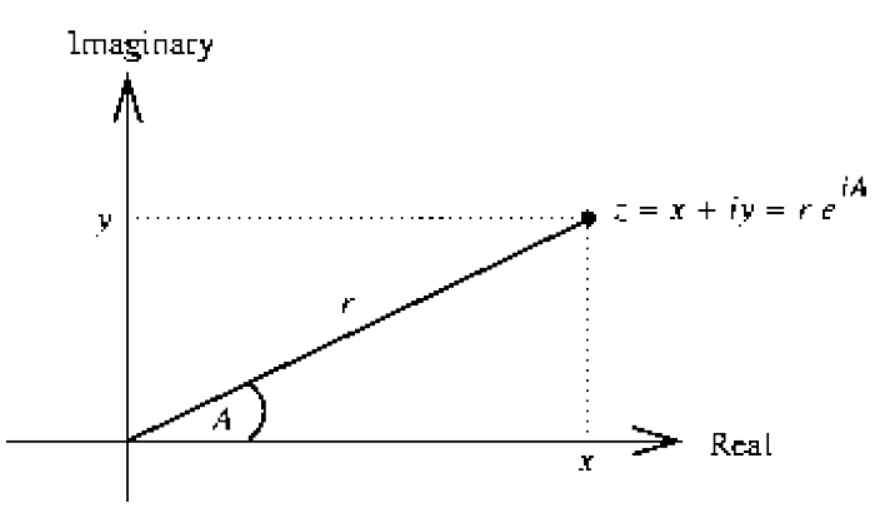 Imaginary
y
z = x + iy = r e^{iA}
r
A
Real
x